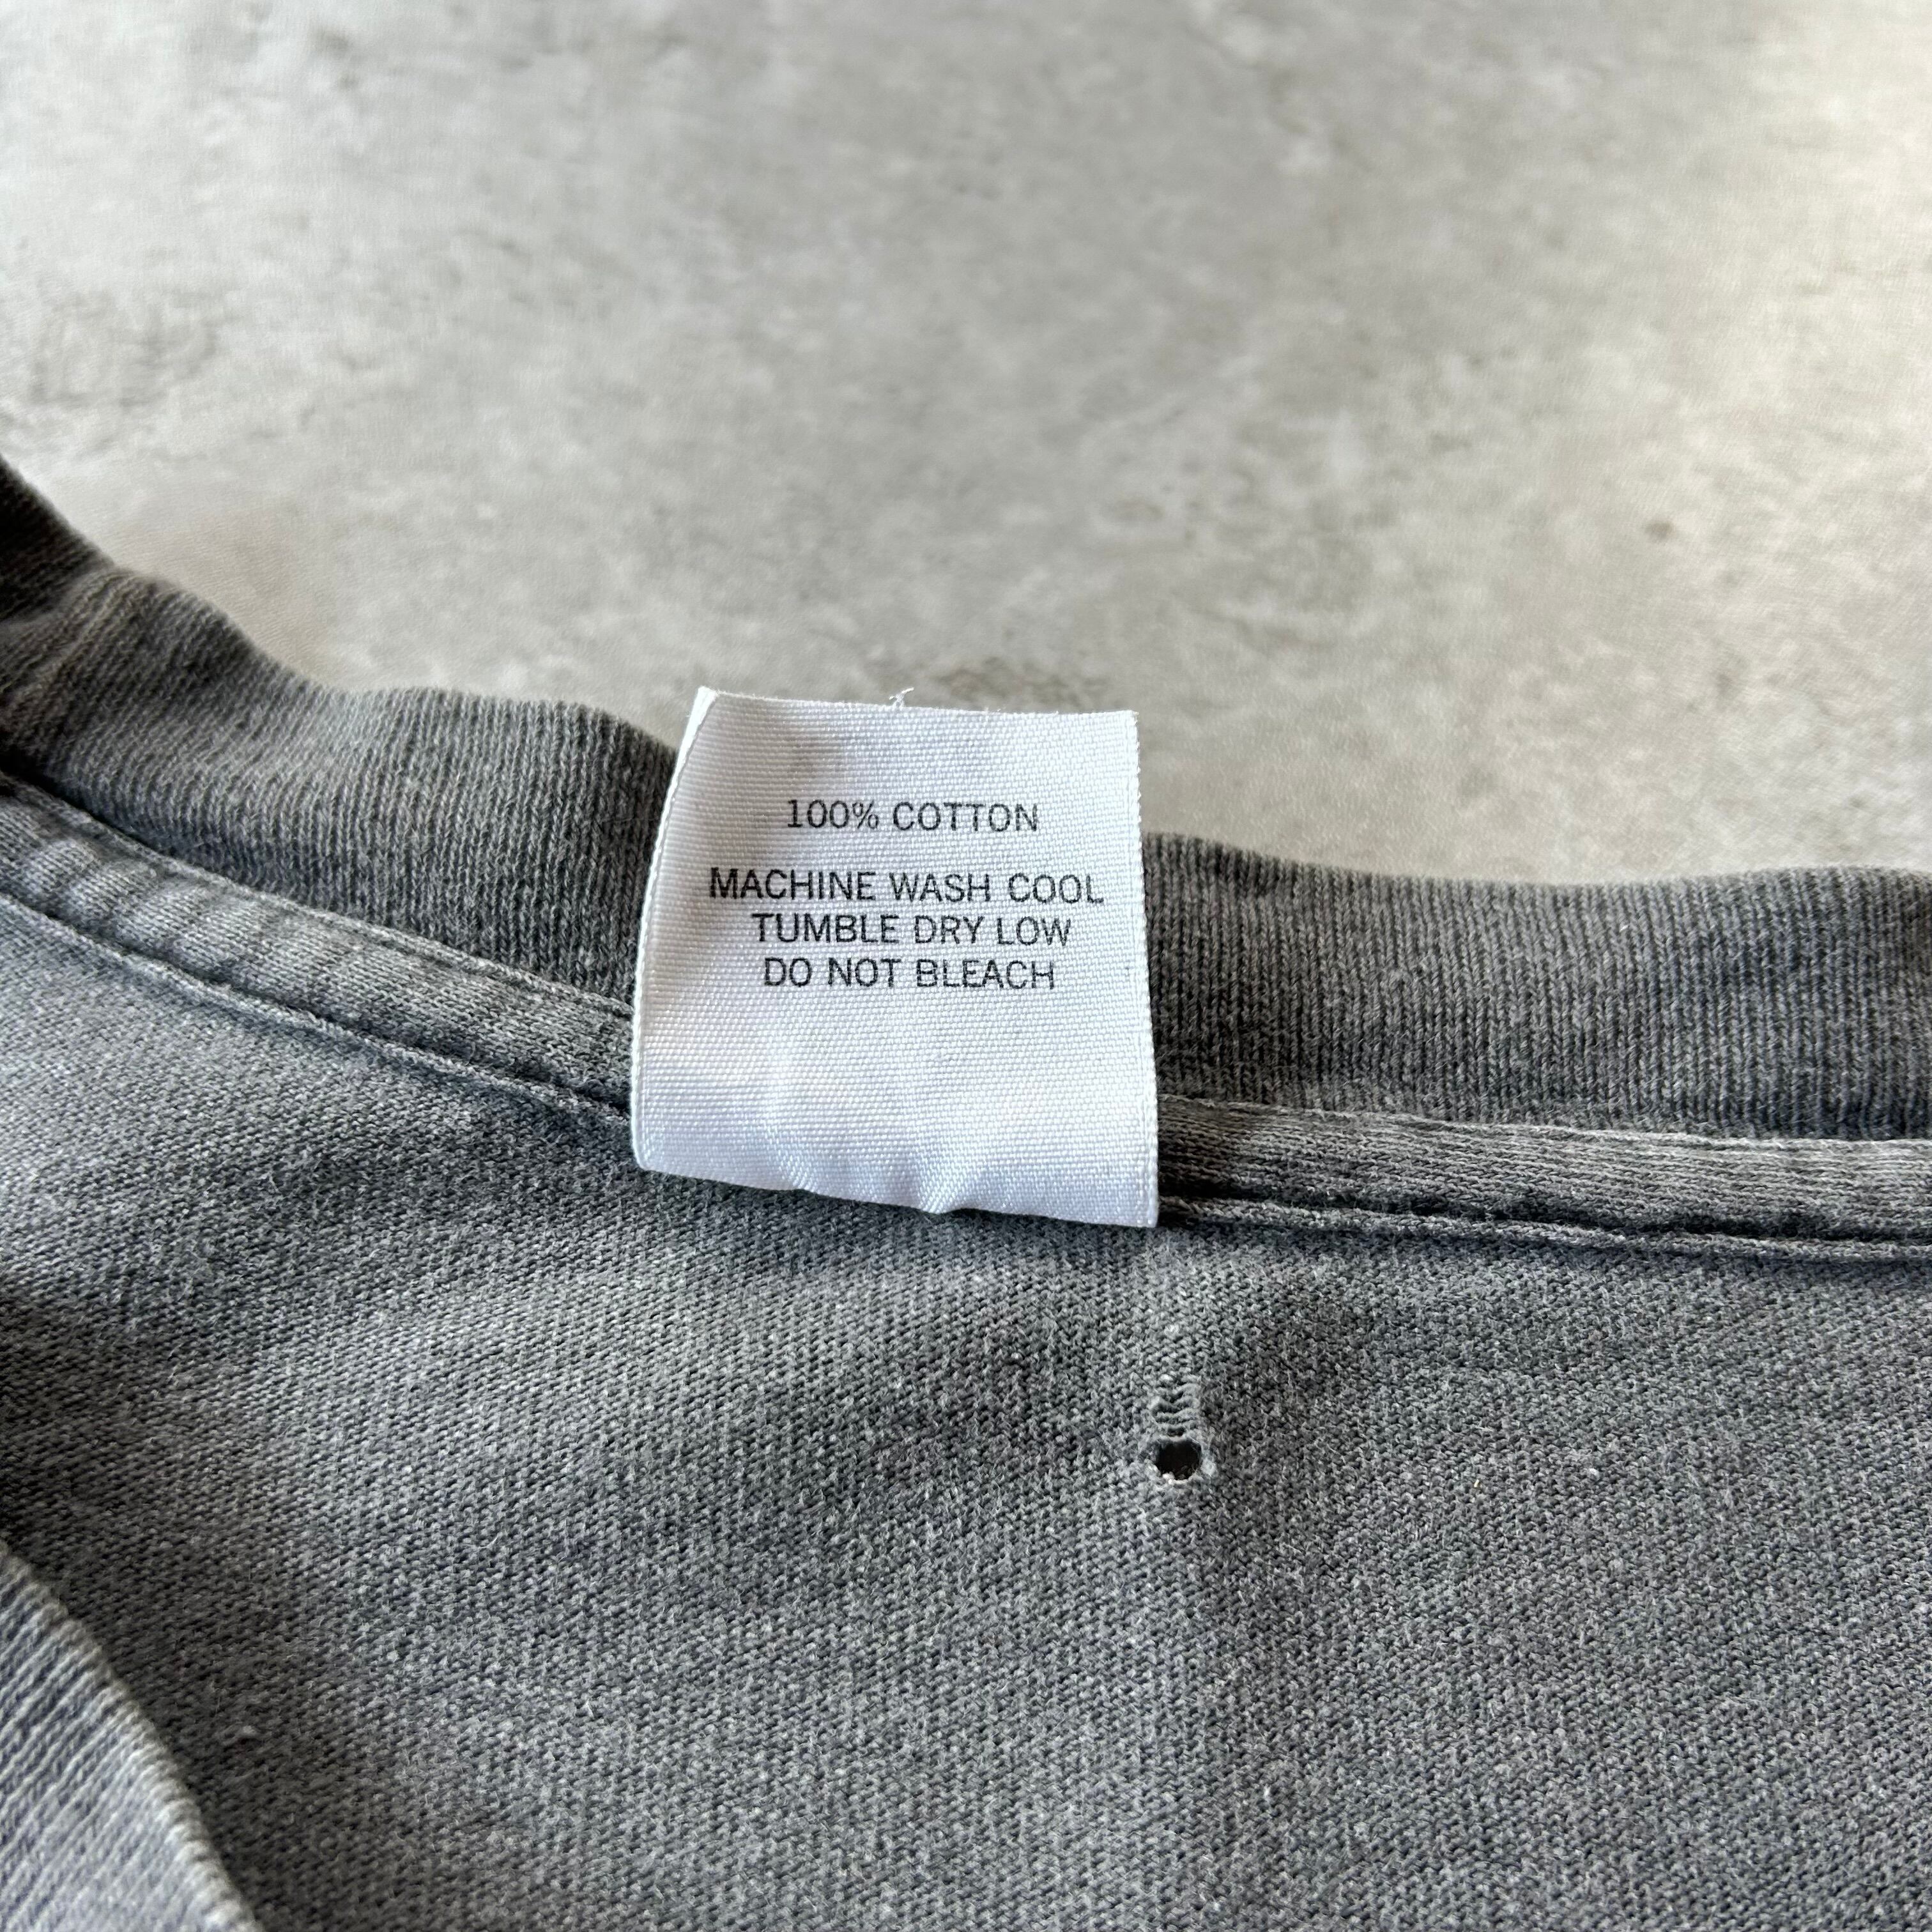 100% COTTON
MACHINE WASH COOL
TUMBLE DRY LOW
DO NOT BLEACH